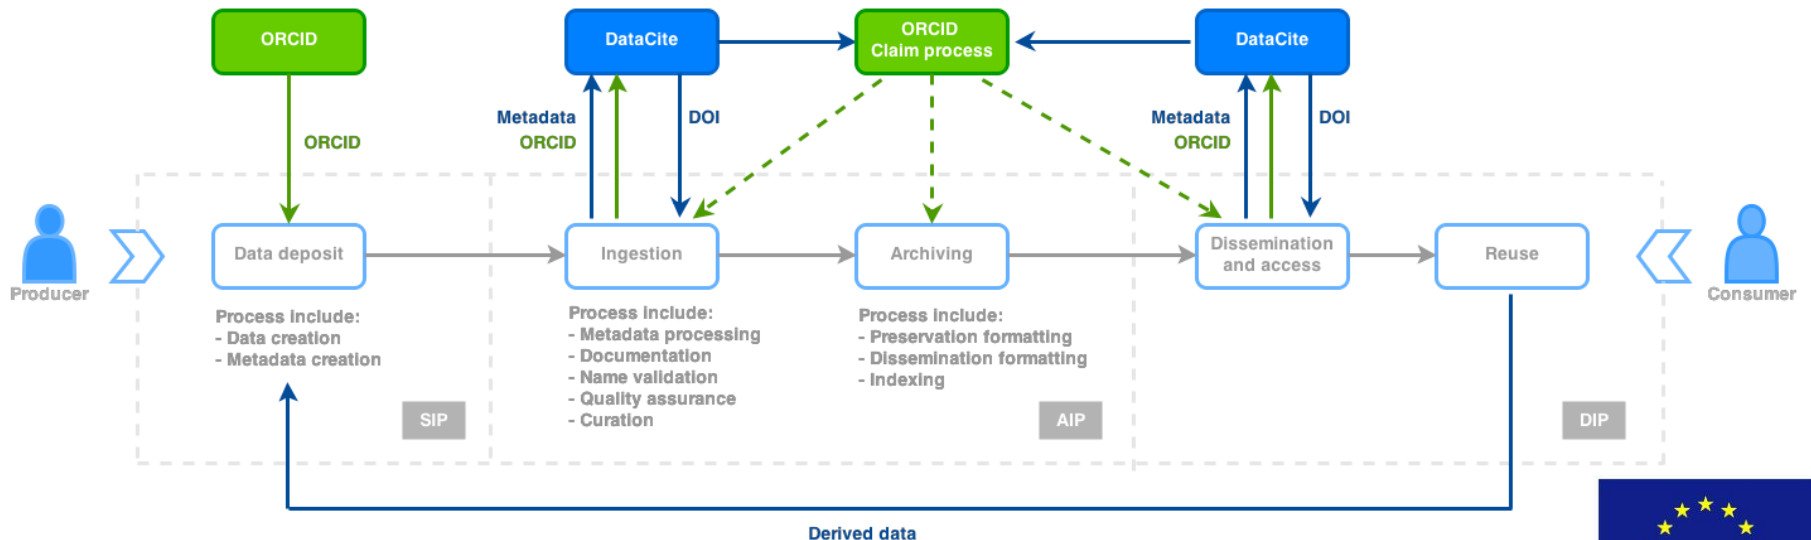 ORCID
DataCite
ORCID
Claim process
DataCite
Metadata
ORCID
DOI
Metadata
ORCID
DOI
ORCID
Producer
Data deposit
Ingestion
Archiving
Dissemination
and access
Reuse
Consumer
Process include:
- Data creation
- Metadata creation
Process include:
- Metadata processing
- Documentation
- Name validation
- Quality assurance
- Curation
Process include:
- Preservation formatting
- Dissemination formatting
- Indexing
SIP
AIP
DIP
Derived data